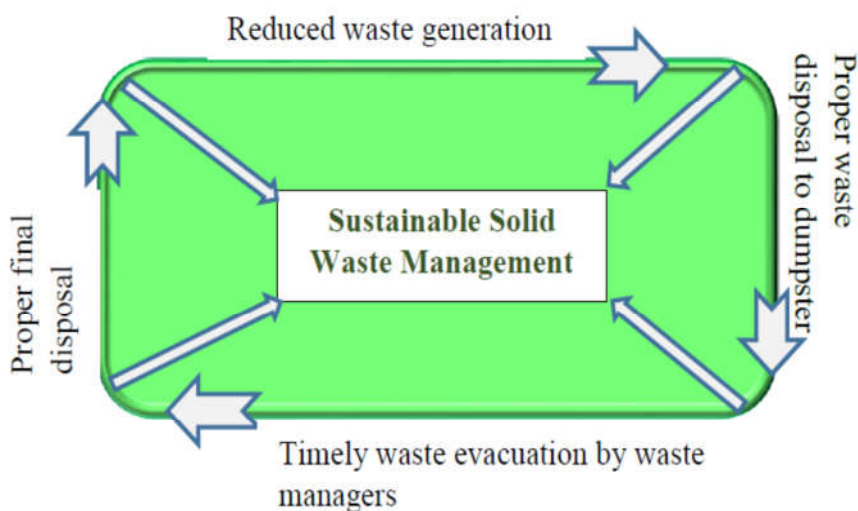 Reduced waste generation
Proper waste
disposal to dumpster
Sustainable Solid
Waste Management
Proper final
disposal
Timely waste evacuation by waste
managers